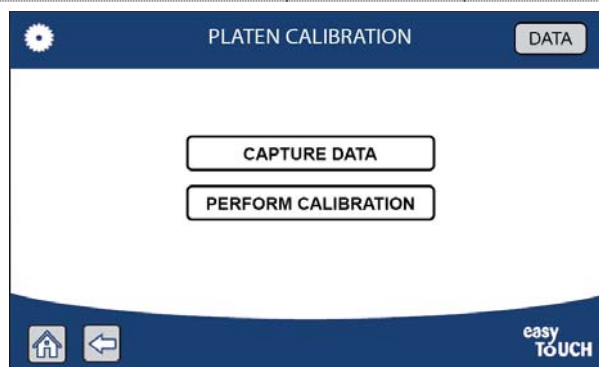 PLATEN CALIBRATION
DATA
CAPTURE DATA
PERFORM CALIBRATION
easy
TOUCH